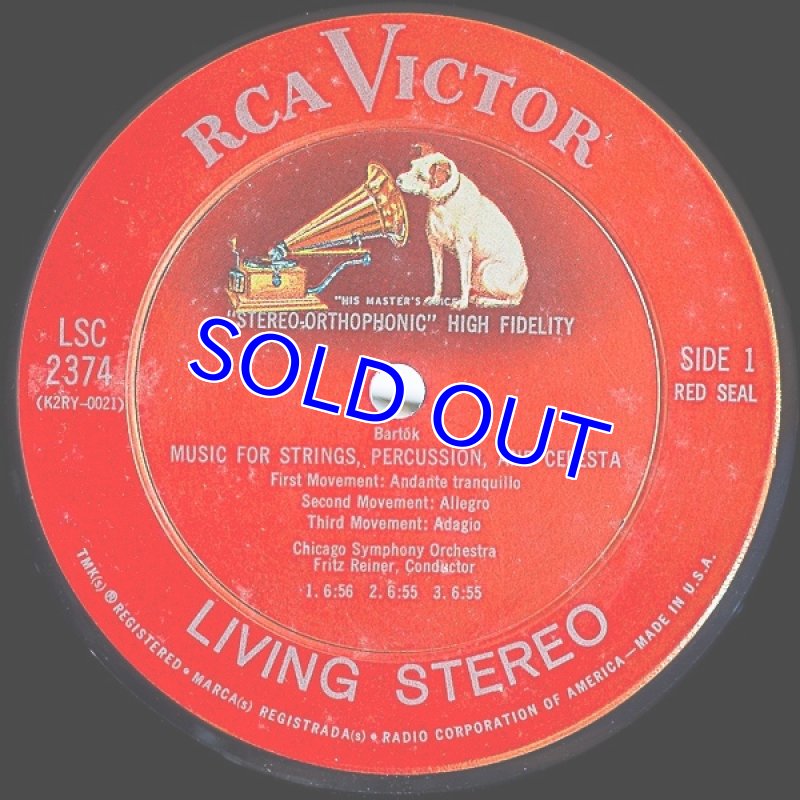 RCA VICTOR
"HIS MASTER'S VOICE"
"STEREO-ORTHOPHONIC" HIGH FIDELITY
LSC
2374
(K2RY-0021)
SIDE 1
RED SEAL
SOLD OUT
Bartók
MUSIC FOR STRINGS, PERCUSSION, AND CELESTA
First Movement: Andante tranquillo
Second Movement: Allegro
Third Movement: Adagio
Chicago Symphony Orchestra
Fritz Reiner, Conductor
1. 6:56 2. 6:55 3. 6:55
LIVING STEREO
TMK(s) ® REGISTERED • MARCA(s) REGISTRADA(s) • RADIO CORPORATION OF AMERICA—MADE IN U.S.A.